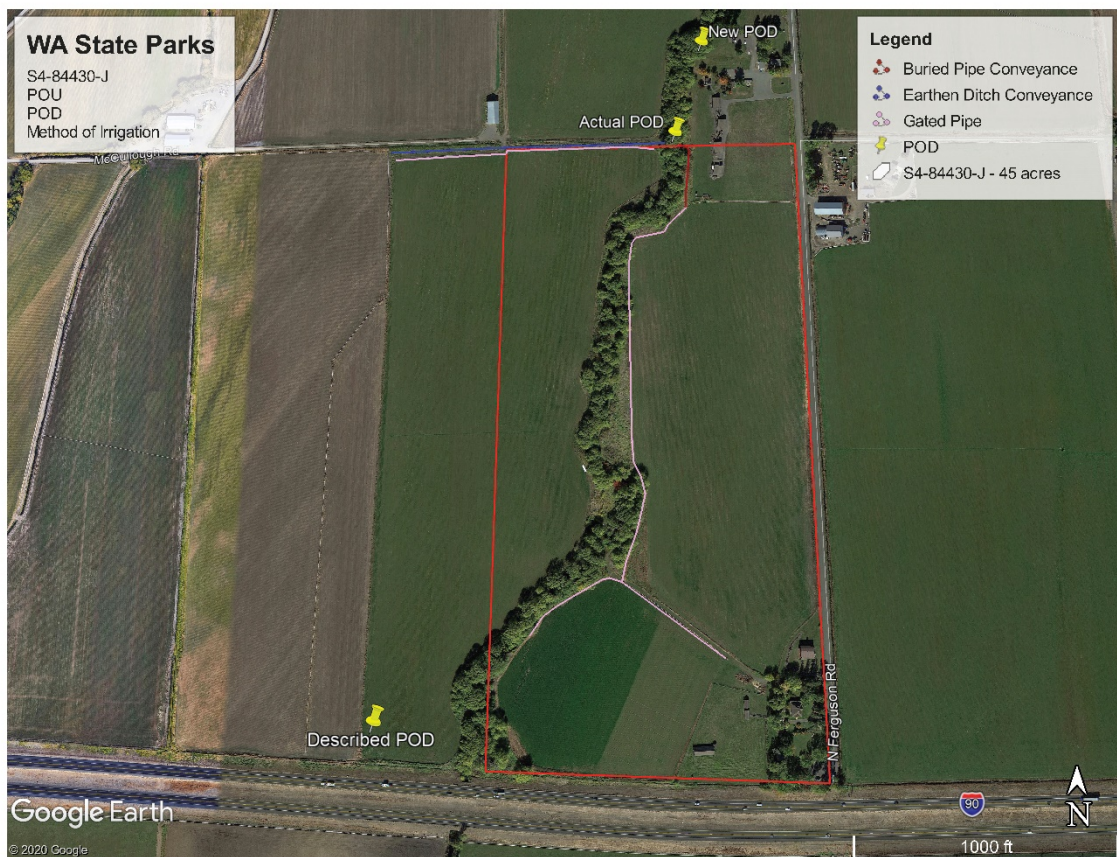 WA State Parks
S4-84430-J
POU
POD
Method of Irrigation
New POD
Legend
Buried Pipe Conveyance
Earthen Ditch Conveyance
Gated Pipe
POD
S4-84430-J - 45 acres
Actual POD
McCullough Rd
N Ferguson Rd
Described POD
90
Google Earth
© 2020 Google
N
1000 ft